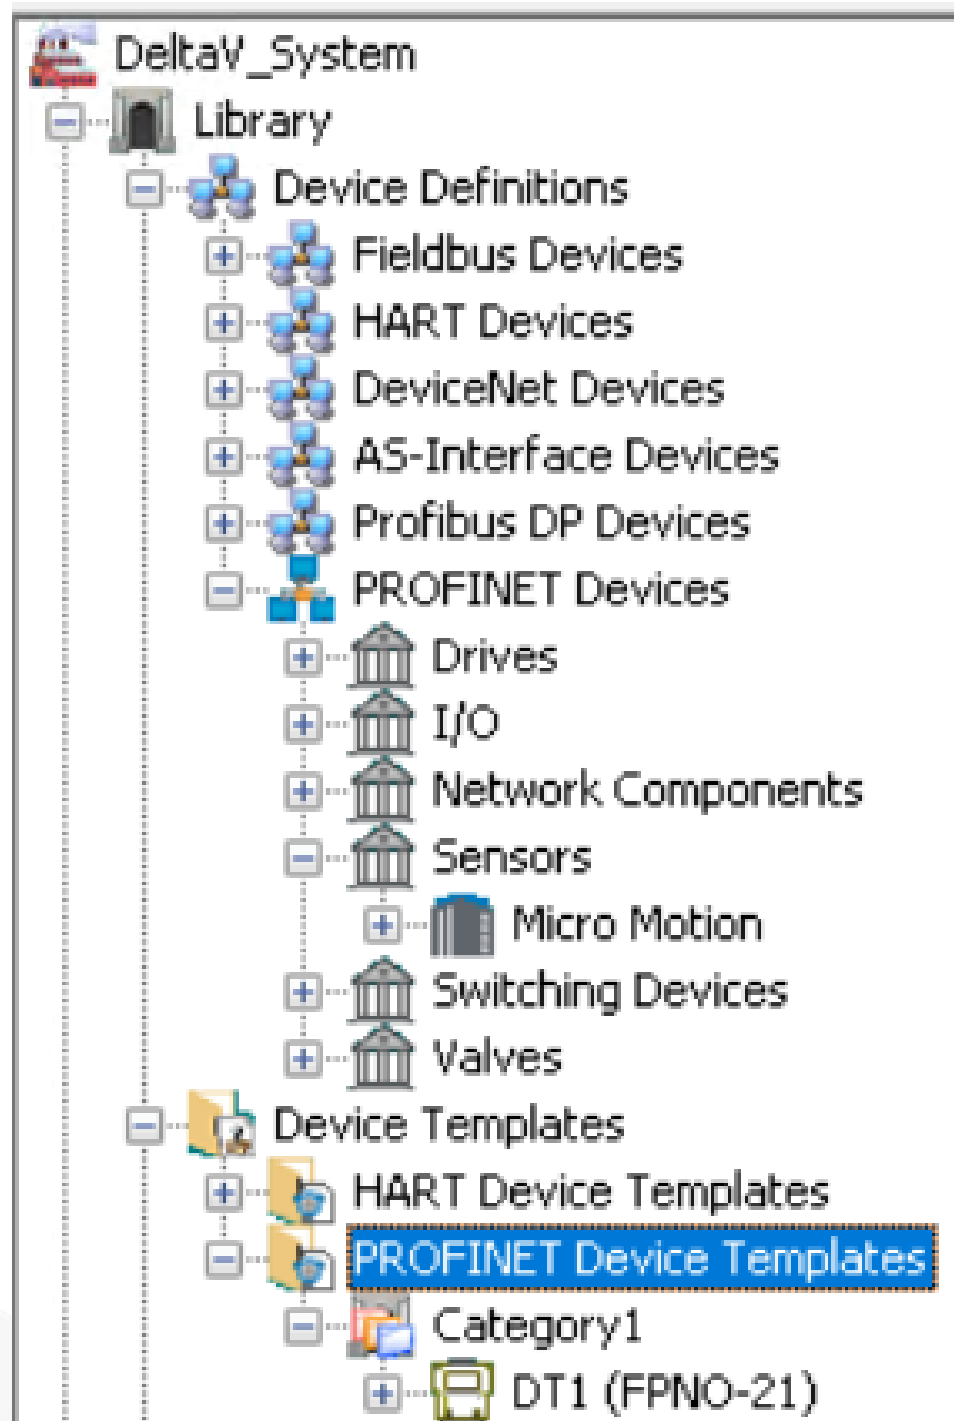 DeltaV_System
Library
Device Definitions
Fieldbus Devices
HART Devices
DeviceNet Devices
AS-Interface Devices
Profibus DP Devices
PROFINET Devices
Drives
I/O
Network Components
Sensors
Micro Motion
Switching Devices
Valves
Device Templates
HART Device Templates
PROFINET Device Templates
Category1
DT1 (FPNO-21)